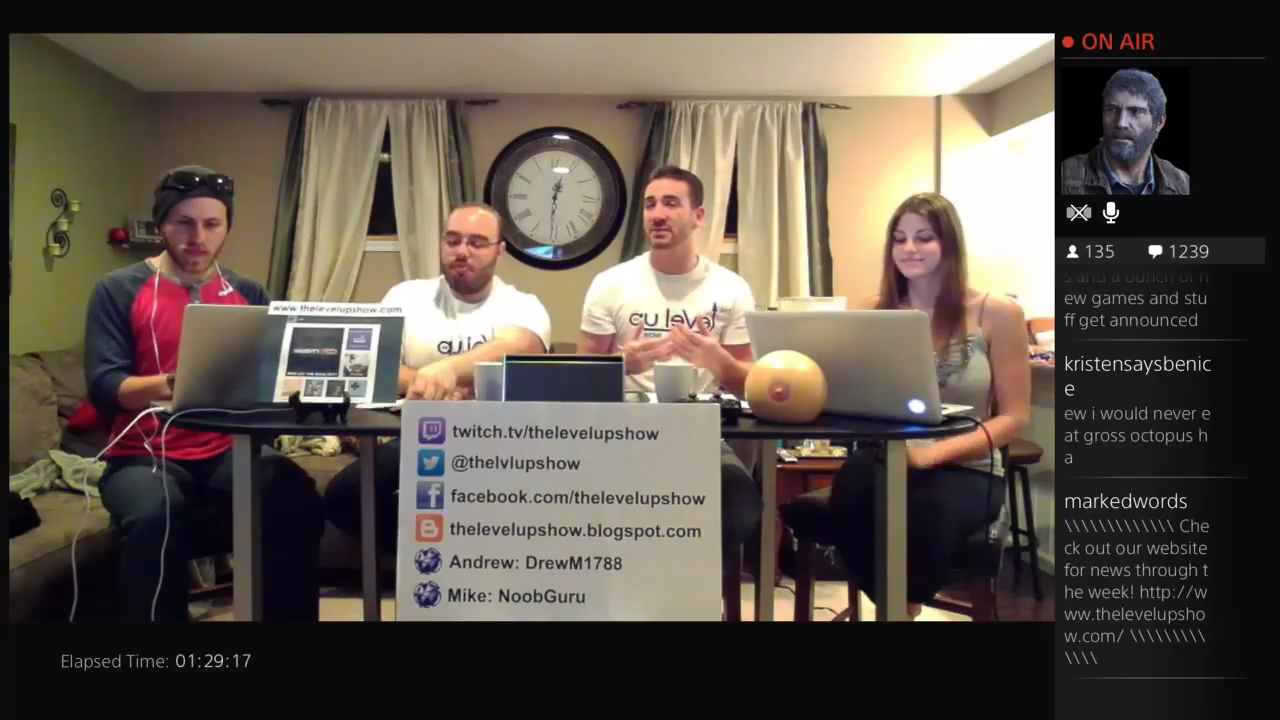 ON AIR
135 1239
ew games and stu
ff get announced
kristensaysbenic
e
ew i would never e
at gross octopus h
a
markedwords
\\\\\\\\\\\\\ Che
ck out our website
for news through t
he week! http://w
ww.thelevelupsho
w.com/ \\\\\\\\\
\\\\
www.thelevelupshow.com
twitch.tv/thelevelupshow
@thelvlupshow
facebook.com/thelevelupshow
thelevelupshow.blogspot.com
Andrew: DrewM1788
Mike: NoobGuru
Elapsed Time: 01:29:17